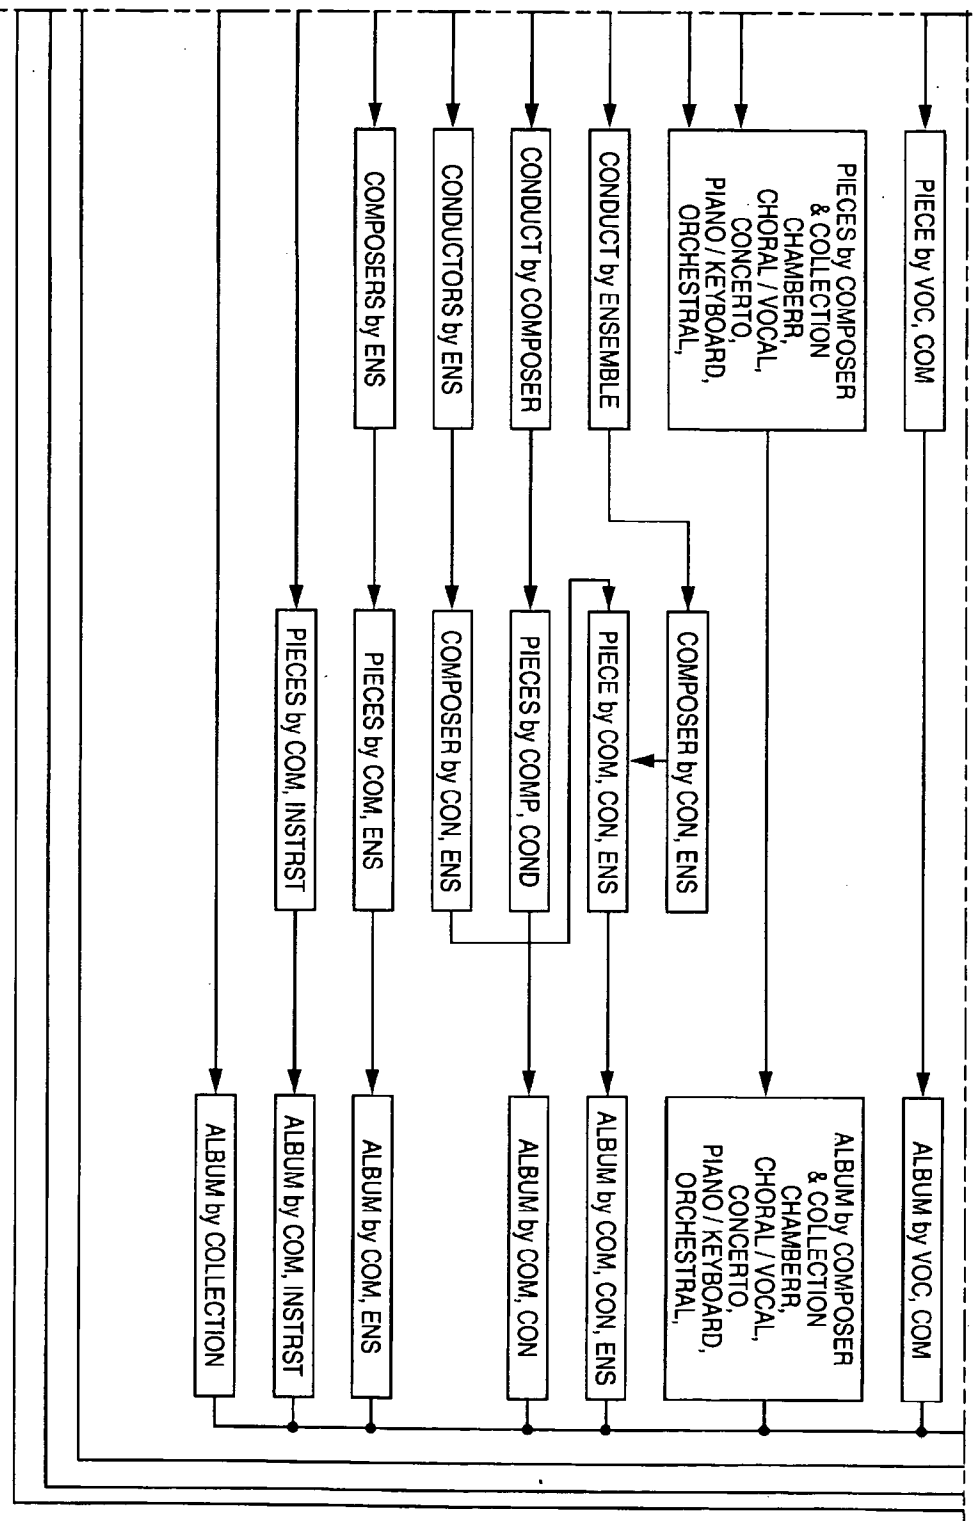 PIECE by VOC, COM
PIECES by COMPOSER
& COLLECTION
CHAMBERR,
CHORAL / VOCAL,
CONCERTO,
PIANO / KEYBOARD,
ORCHESTRAL,
CONDUCT by ENSEMBLE
CONDUCT by COMPOSER
CONDUCTORS by ENS
COMPOSERS by ENS
COMPOSER by CON, ENS
PIECE by COM, CON, ENS
PIECES by COMP, COND
COMPOSER by CON, ENS
PIECES by COM, ENS
PIECES by COM, INSTRST
ALBUM by VOC, COM
ALBUM by COMPOSER
& COLLECTION
CHAMBERR,
CHORAL / VOCAL,
CONCERTO,
PIANO / KEYBOARD,
ORCHESTRAL,
ALBUM by COM, CON, ENS
ALBUM by COM, CON
ALBUM by COM, ENS
ALBUM by COM, INSTRST
ALBUM by COLLECTION